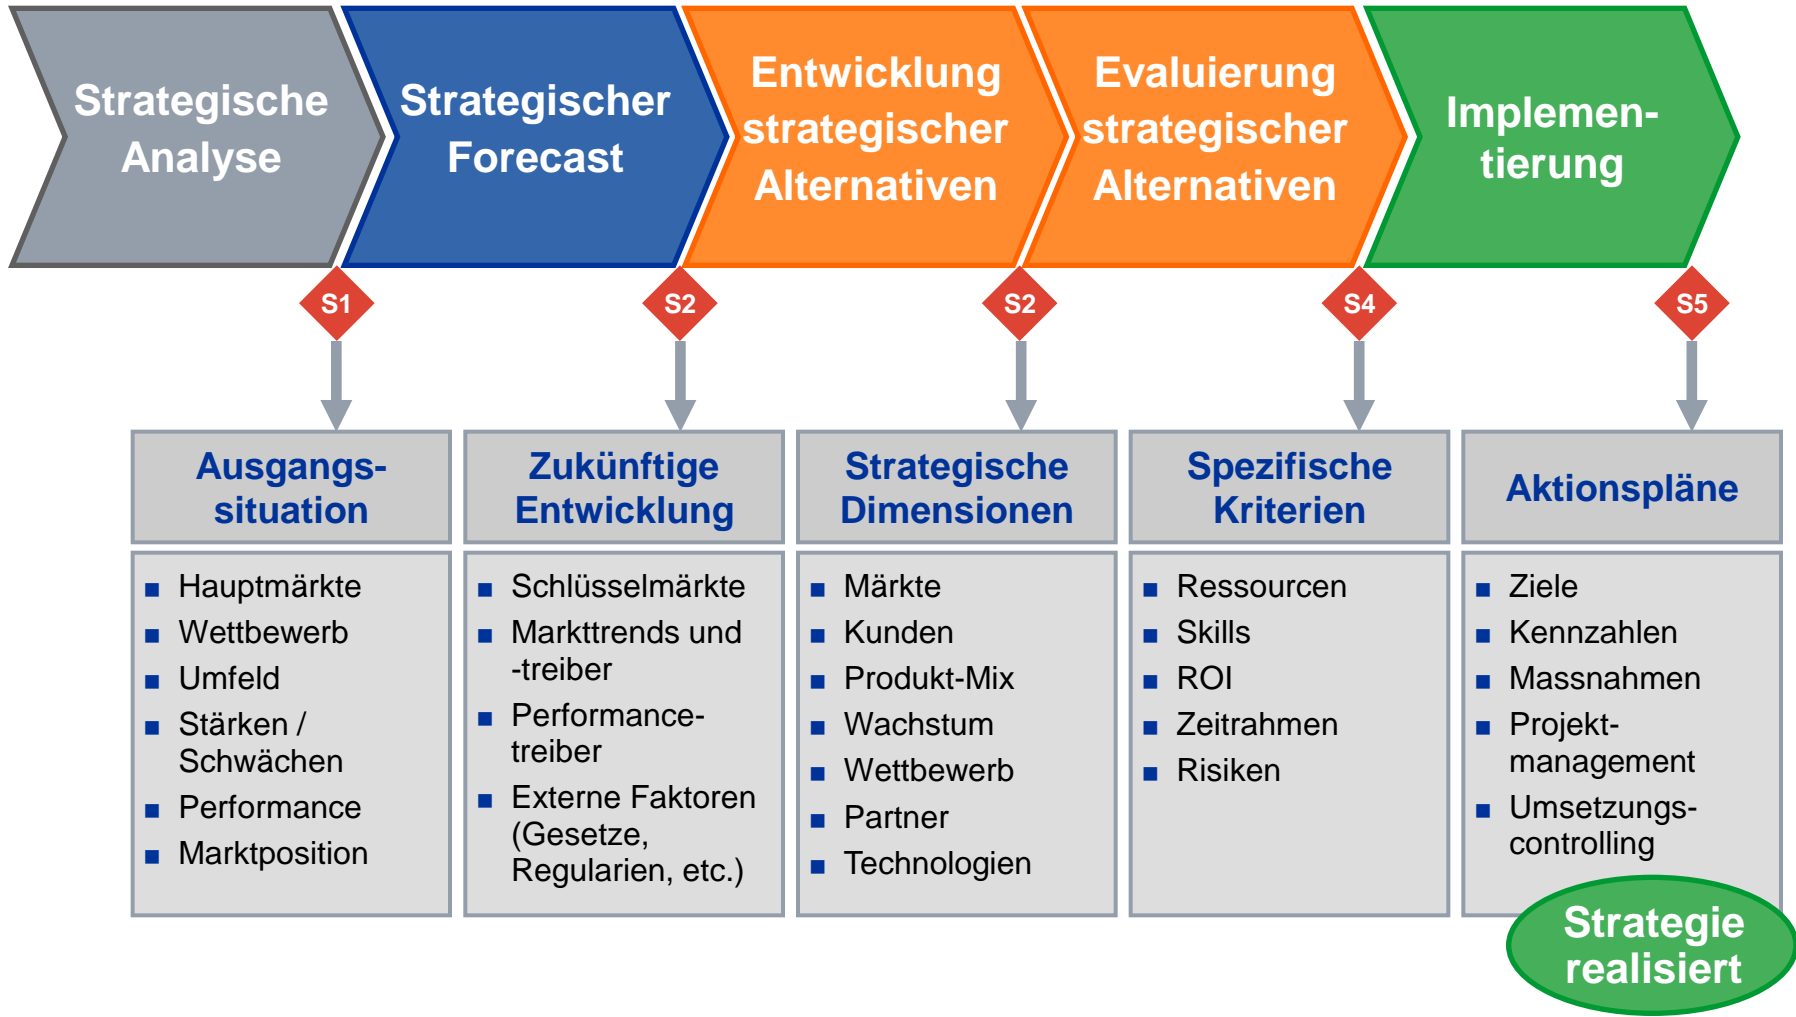 Strategische
Analyse
Strategischer
Forecast
Entwicklung
strategischer
Alternativen
Evaluierung
strategischer
Alternativen
Implemen-
tierung
S1
S2
S2
S4
S5
Ausgangs-
situation
Hauptmärkte
Wettbewerb
Umfeld
Stärken /
Schwächen
Performance
Marktposition
Zukünftige
Entwicklung
Schlüsselmärkte
Markttrends und
-treiber
Performance-
treiber
Externe Faktoren
(Gesetze,
Regularien, etc.)
Strategische
Dimensionen
Märkte
Kunden
Produkt-Mix
Wachstum
Wettbewerb
Partner
Technologien
Spezifische
Kriterien
Ressourcen
Skills
ROI
Zeitrahmen
Risiken
Aktionspläne
Ziele
Kennzahlen
Massnahmen
Projekt-
management
Umsetzungs-
controlling
Strategie
realisiert